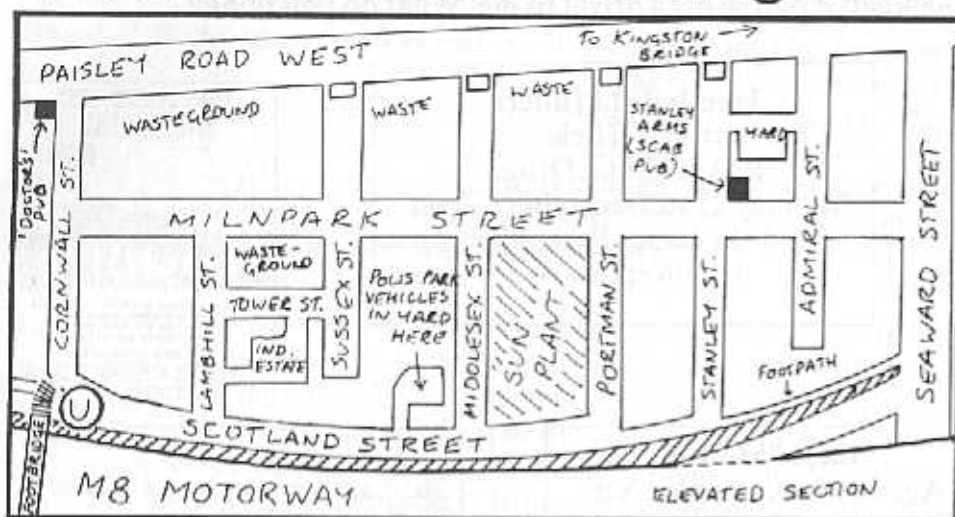 TO KINGSTON
BRIDGE
PAISLEY ROAD WEST
WASTEGROUND
WASTE
WASTE
STANLEY
ARMS
(SCAB
PUB)
YARD
'DOCTORS'
PUB
CORNWALL ST.
MILNPARK STREET
LAMBHILL ST.
WASTE-
GROUND
TOWER ST.
IND.
ESTATE
SUSSEX ST.
POLIS PARK
VEHICLES
IN YARD
HERE
MIDDLESEX ST.
SUN
PLANT
PORTMAN ST.
STANLEY ST.
ADMIRAL ST.
SEAWARD STREET
FOOTPATH
U
SCOTLAND STREET
FOOTBRIDGE
M8 MOTORWAY
ELEVATED SECTION